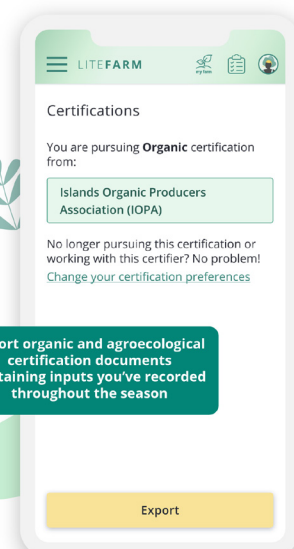 LITEFARM
Certifications
You are pursuing Organic certification
from:
Islands Organic Producers
Association (IOPA)
No longer pursuing this certification or
working with this certifier? No problem!
Change your certification preferences
ort organic and agroecological
certification documents
taining inputs you've recorded
throughout the season
Export